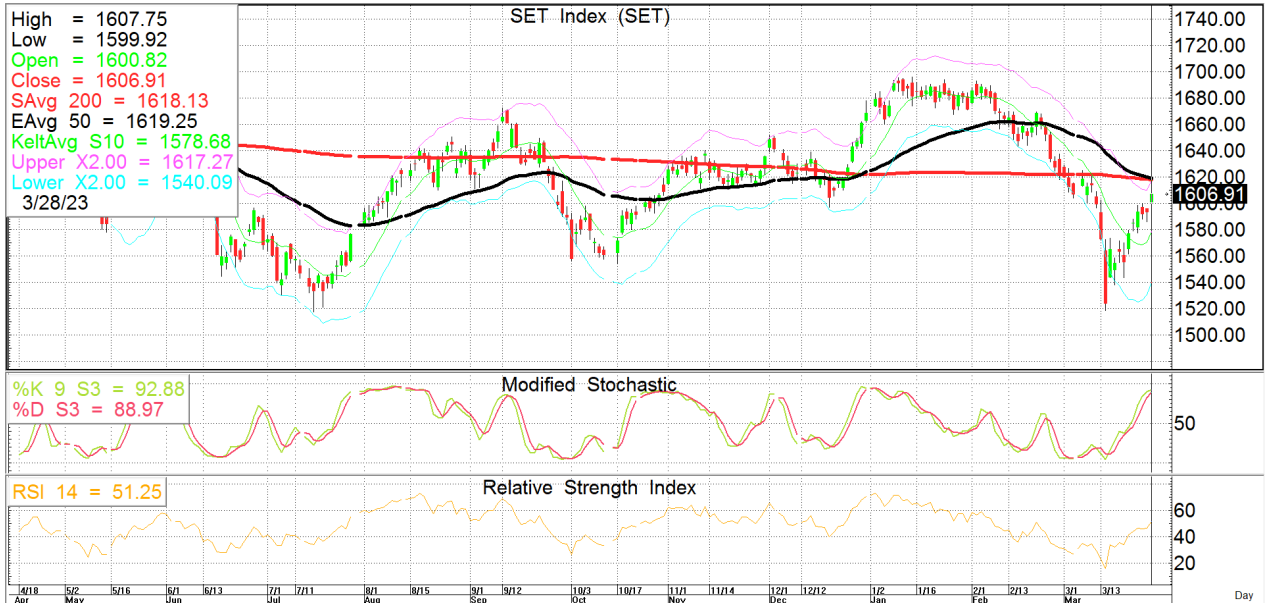 SET Index (SET)
High = 1607.75
Low = 1599.92
Open = 1600.82
Close = 1606.91
SAvg 200 = 1618.13
EAvg 50 = 1619.25
KeltAvg S10 = 1578.68
Upper X2.00 = 1617.27
Lower X2.00 = 1540.09
3/28/23
1740.00
1720.00
1700.00
1680.00
1660.00
1640.00
1620.00
1606.91
1600.00
1580.00
1560.00
1540.00
1520.00
1500.00
Modified Stochastic
%K 9 S3 = 92.88
%D S3 = 88.97
50
Relative Strength Index
RSI 14 = 51.25
60
40
20
4/18 5/2 5/16 6/1 6/13 7/1 7/11 8/1 8/15 9/1 9/12 10/3 10/17 11/1 11/14 12/1 12/12 1/2 1/16 2/1 2/13 3/1 3/13
Apr May Jun Jul Aug Sep Oct Nov Dec Jan Feb Mar
Day